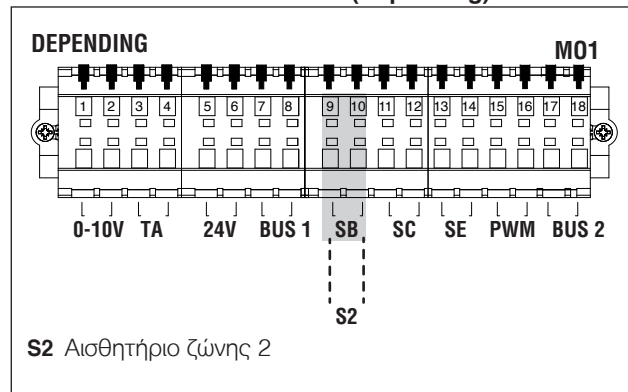 DEPENDING
M01
1 2 3 4 5 6 7 8 9 10 11 12 13 14 15 16 17 18
0-10V TA 24V BUS 1 SB SC SE PWM BUS 2
S2
S2 Αισθητήριο ζώνης 2